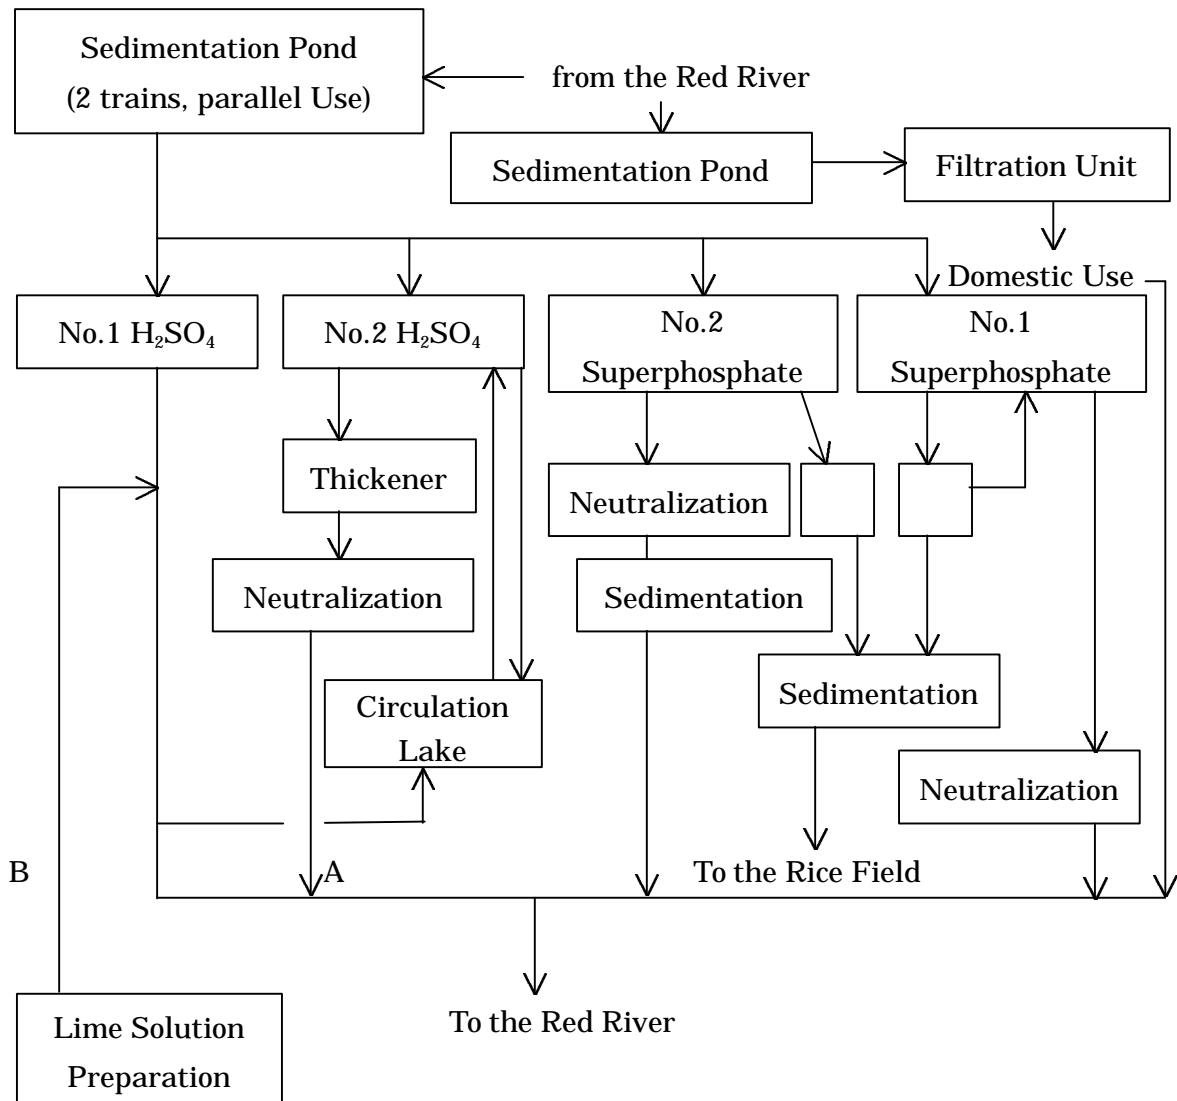 Sedimentation Pond
(2 trains, parallel Use)
from the Red River
Sedimentation Pond
Filtration Unit
Domestic Use
No.1 H₂SO₄
No.2 H₂SO₄
No.2
Superphosphate
No.1
Superphosphate
Thickener
Neutralization
Neutralization
Sedimentation
Circulation
Lake
Sedimentation
Neutralization
B
A
To the Rice Field
To the Red River
Lime Solution
Preparation